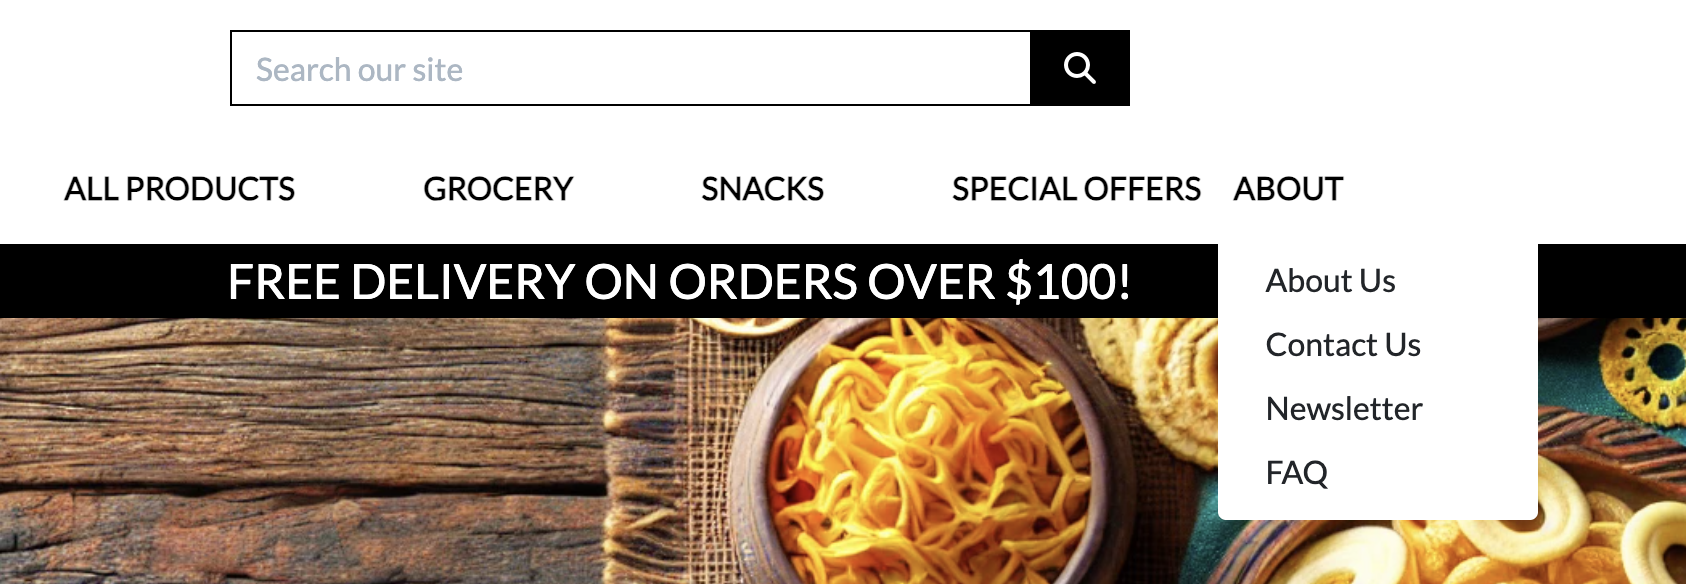 Search our site
ALL PRODUCTS GROCERY SNACKS SPECIAL OFFERS ABOUT
FREE DELIVERY ON ORDERS OVER $100!
About Us
Contact Us
Newsletter
FAQ